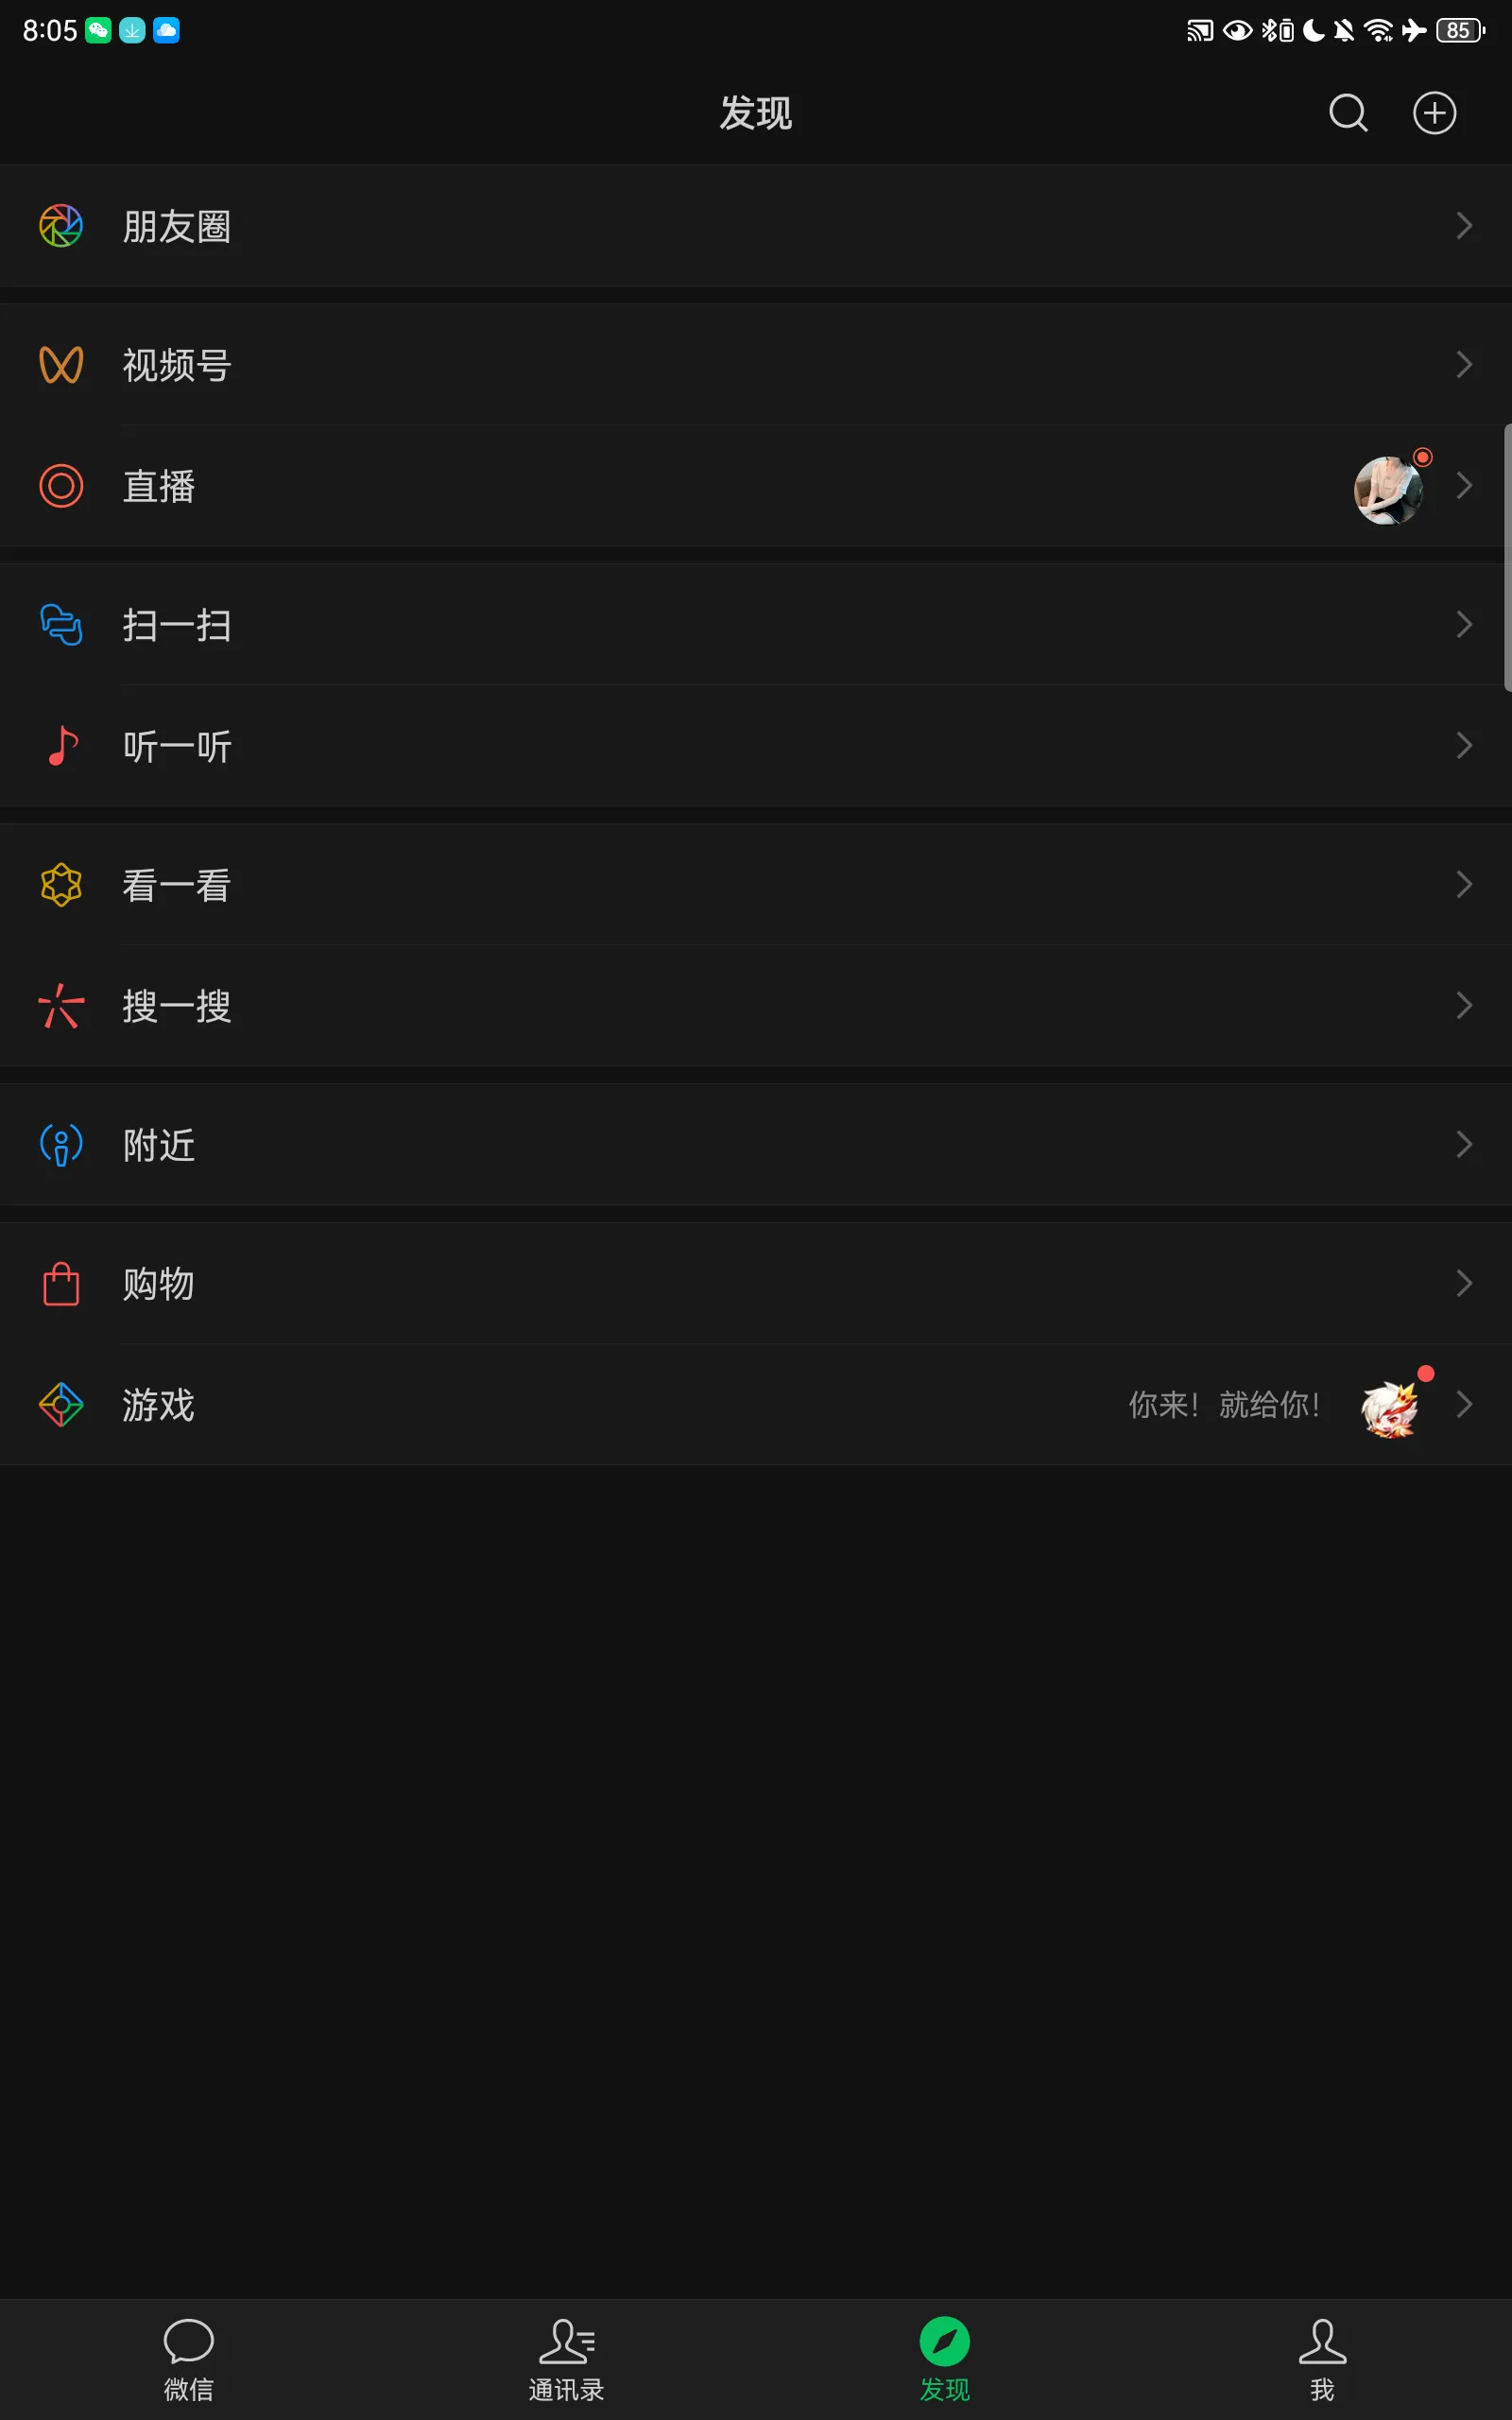 8:05 85
发现
朋友圈
视频号
直播
扫一扫
听一听
看一看
搜一搜
附近
购物
游戏 你来！就给你！
微信 通讯录 发现 我